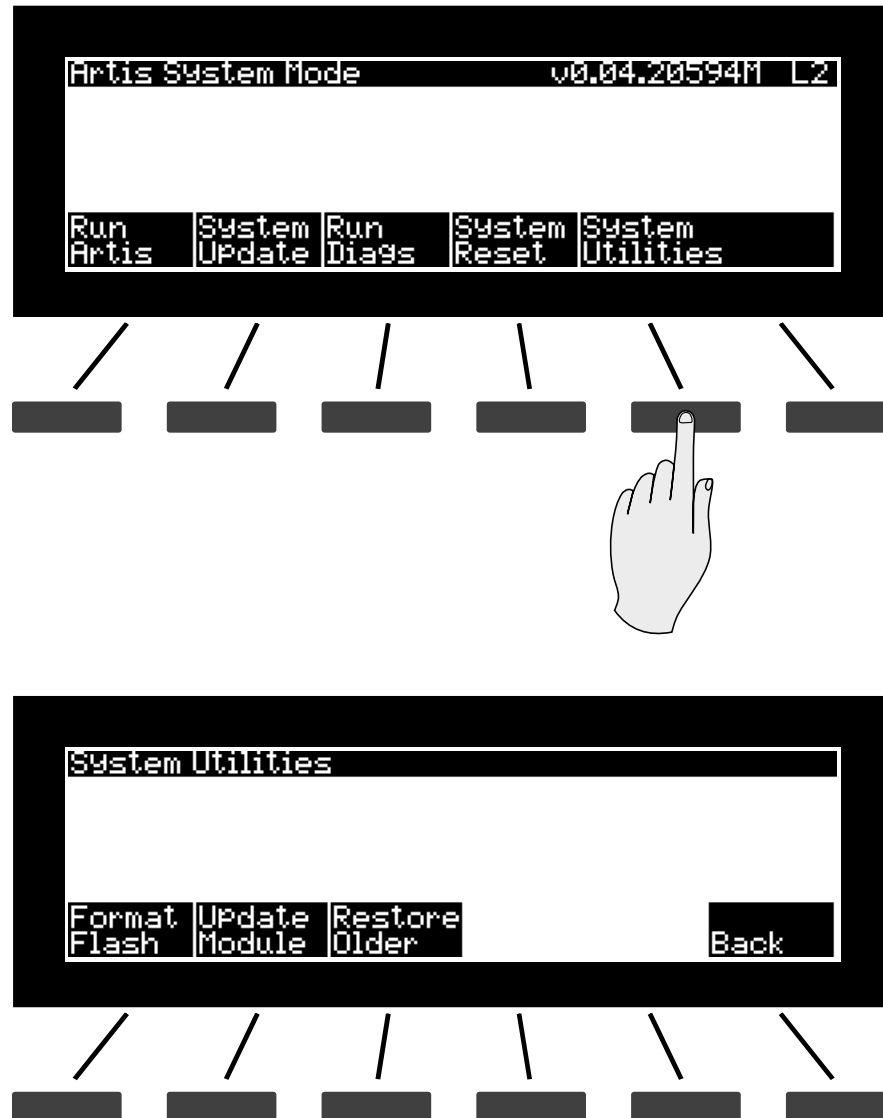 Artis System Mode v0.04.20594M L2
Run Artis System Update Run Diags System Reset System Utilities
System Utilities
Format Flash Update Module Restore Older Back